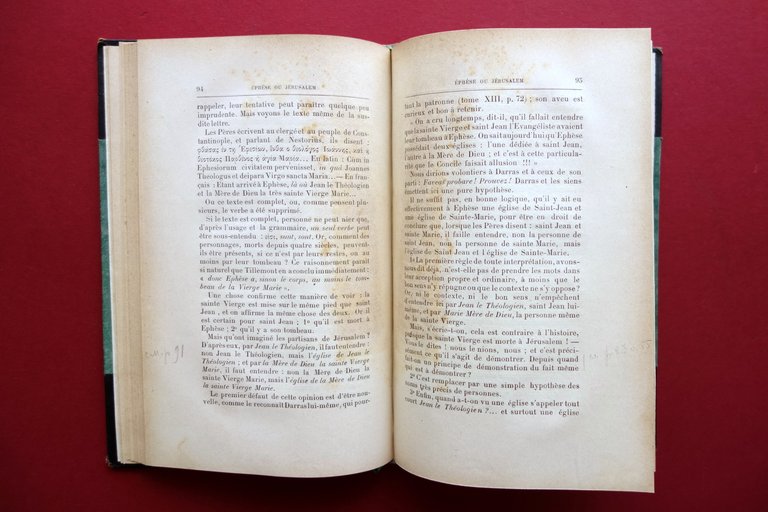 94
ÉPHÈSE OU JÉRUSALEM
rappeler, leur tentative peut paraître quelque peu
imprudente. Mais voyons le texte même de la sus-
dite lettre.
Les Pères écrivent au clergé et au peuple de Cons-
tantinople, et parlant de Nestorius, ils disent :
φθάσας ἐν τῇ Ἐφεσίων, ἔνθα ὁ θεολόγος Ἰωάννης, καὶ ἡ
θεοτόκος Παρθένος ἡ ἁγία Μαρία... En latin : Cum in
Ephesiorum civitatem pervenisset, in quâ Joannes
Theologus et deipara Virgo sancta Maria... — En fran-
çais : Etant arrivé à Ephèse, là où Jean le Théologien
et la Mère de Dieu la très sainte Vierge Marie...
Ou ce texte est complet, ou, comme pensent plu-
sieurs, le verbe a été supprimé.
Si le texte est complet, personne ne peut nier que,
d'après l'usage et la grammaire, un seul verbe peut
être sous-entendu : εἰσι, sunt, sont. Or, comment des
personnages, morts depuis quatre siècles, peuvent-
ils être présents, si ce n'est par leurs restes, ou au
moins par leur tombeau ? Ce raisonnement paraît
si naturel que Tillemont en a conclu immédiatement :
« donc Ephèse a, sinon le corps, au moins le tom-
beau de la Vierge Marie ».
Une chose confirme cette manière de voir : la
sainte Vierge est mise sur le même pied que saint
Jean, et on affirme la même chose des deux. Or il
est certain pour saint Jean : 1° qu'il est mort à
Ephèse ; 2° qu'il y a son tombeau.
Mais qu'ont imaginé les partisans de Jérusalem ?
D'après eux, par Jean le Théologien, il faut entendre :
non Jean le Théologien, mais l'église de Jean le
Théologien ; et par la Mère de Dieu la sainte Vierge
Marie, il faut entendre : non la Mère de Dieu la
sainte Vierge Marie, mais l'église de la Mère de Dieu
la sainte Vierge Marie.
Le premier défaut de cette opinion est d'être nou-
velle, comme le reconnaît Darras lui-même, qui pour-
ÉPHÈSE OU JÉRUSALEM
95
tant la patronne (tome XIII, p. 72) ; son aveu est
curieux et bon à retenir.
« On a cru longtemps, dit-il, qu'il fallait entendre
que la sainte Vierge et saint Jean l'Evangéliste avaient
leur tombeau à Ephèse. On sait aujourd'hui qu'Ephèse
possédait deux églises : l'une dédiée à saint Jean,
l'autre à la Mère de Dieu ; et c'est à cette particula-
rité que le Concile faisait allusion !!! »
Nous dirions volontiers à Darras et à ceux de son
parti : Faceat probare! Prouvez! Darras et les siens
émettent ici une pure hypothèse.
Il ne suffit pas, en bonne logique, qu'il y ait eu
effectivement à Ephèse une église de Saint-Jean et
une église de Sainte-Marie, pour être en droit de
conclure que, lorsque les Pères disent : saint Jean et
sainte Marie, il faille entendre, non la personne de
saint Jean, non la personne de sainte Marie, mais
l'église de saint Jean et l'église de Sainte-Marie.
La première règle de toute interprétation, avons-
nous dit déjà, n'est-elle pas de prendre les mots dans
leur acception propre et ordinaire, à moins que le
bon sens n'y répugne ou que le contexte ne s'y oppose ?
Or, ni le contexte, ni le bon sens, n'empêchent
d'entendre ici par Jean le Théologien, saint Jean lui-
même, et par Marie Mère de Dieu, la personne même
de la sainte Vierge.
Mais, s'écrie-t-on, cela est contraire à l'histoire,
puisque la sainte Vierge est morte à Jérusalem ! —
Vous le dites ! nous le nions, nous ; et c'est préci-
sément ce qu'il s'agit de démontrer. Depuis quand
fait-on un principe de démonstration du fait même
qui est à démontrer ?
2° C'est remplacer par une simple hypothèse des
noms très précis de personnes.
3° Enfin, quand a-t-on vu une église s'appeler tout
court Jean le Théologien ?... et surtout une église